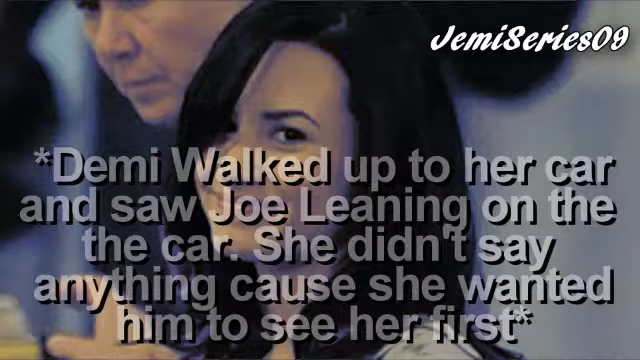 JemiSeries09
*Demi Walked up to her car
and saw Joe Leaning on the
the car. She didn't say
anything cause she wanted
him to see her first*